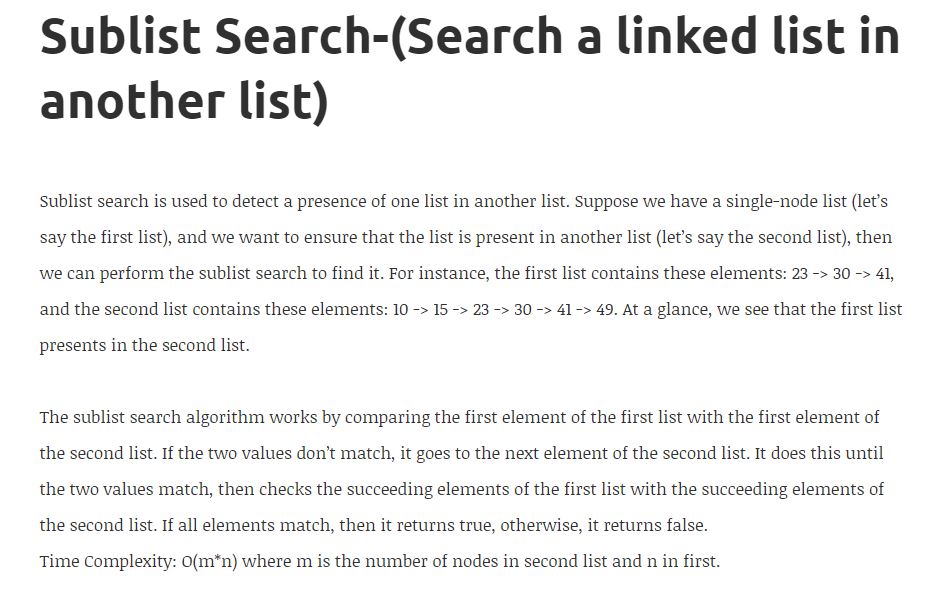 Sublist Search-(Search a linked list in
another list)
Sublist search is used to detect a presence of one list in another list. Suppose we have a single-node list (let’s
say the first list), and we want to ensure that the list is present in another list (let’s say the second list), then
we can perform the sublist search to find it. For instance, the first list contains these elements: 23 -> 30 -> 41,
and the second list contains these elements: 10 -> 15 -> 23 -> 30 -> 41 -> 49. At a glance, we see that the first list
presents in the second list.
The sublist search algorithm works by comparing the first element of the first list with the first element of
the second list. If the two values don’t match, it goes to the next element of the second list. It does this until
the two values match, then checks the succeeding elements of the first list with the succeeding elements of
the second list. If all elements match, then it returns true, otherwise, it returns false.
Time Complexity: O(m*n) where m is the number of nodes in second list and n in first.